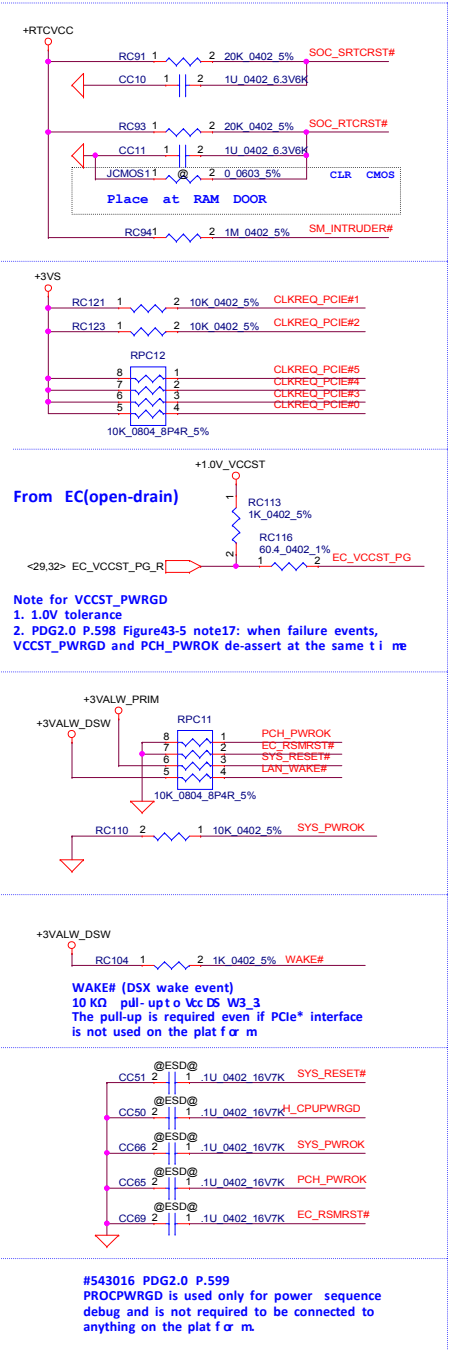 +RTCVCC
RC91 1 2 20K_0402_5% SOC_SRTCRST#
CC10 1 2 1U_0402_6.3V6K
RC93 1 2 20K_0402_5% SOC_RTCRST#
CC11 1 2 1U_0402_6.3V6K
JCMOS1 1 @ 2 0_0603_5% CLR CMOS
Place at RAM DOOR
RC94 1 2 1M_0402_5% SM_INTRUDER#
+3VS
RC121 1 2 10K_0402_5% CLKREQ_PCIE#1
RC123 1 2 10K_0402_5% CLKREQ_PCIE#2
RPC12
8 1 CLKREQ_PCIE#5
7 2 CLKREQ_PCIE#4
6 3 CLKREQ_PCIE#3
5 4 CLKREQ_PCIE#0
10K_0804_8P4R_5%
+1.0V_VCCST
From EC(open-drain)
1
RC113
1K_0402_5%
2
RC116
60.4_0402_1%
<29,32> EC_VCCST_PG_R 1 2 EC_VCCST_PG
Note for VCCST_PWRGD
1. 1.0V tolerance
2. PDG2.0 P.598 Figure43-5 note17: when failure events,
VCCST_PWRGD and PCH_PWROK de-assert at the same t i me
+3VALW_PRIM
+3VALW_DSW
RPC11
8 1 PCH_PWROK
7 2 EC_RSMRST#
6 3 SYS_RESET#
5 4 LAN_WAKE#
10K_0804_8P4R_5%
RC110 2 1 10K_0402_5% SYS_PWROK
+3VALW_DSW
RC104 1 2 1K_0402_5% WAKE#
WAKE# (DSX wake event)
10 KΩ pull- up t o Vcc DS W3_3
The pull-up is required even if PCIe* interface
is not used on the plat f or m
@ESD@
CC51 2 1 .1U_0402_16V7K SYS_RESET#
@ESD@
CC50 2 1 .1U_0402_16V7K H_CPUPWRGD
@ESD@
CC66 2 1 .1U_0402_16V7K SYS_PWROK
@ESD@
CC65 2 1 .1U_0402_16V7K PCH_PWROK
@ESD@
CC69 2 1 .1U_0402_16V7K EC_RSMRST#
#543016 PDG2.0 P.599
PROCPWRGD is used only for power sequence
debug and is not required to be connected to
anything on the plat f or m.